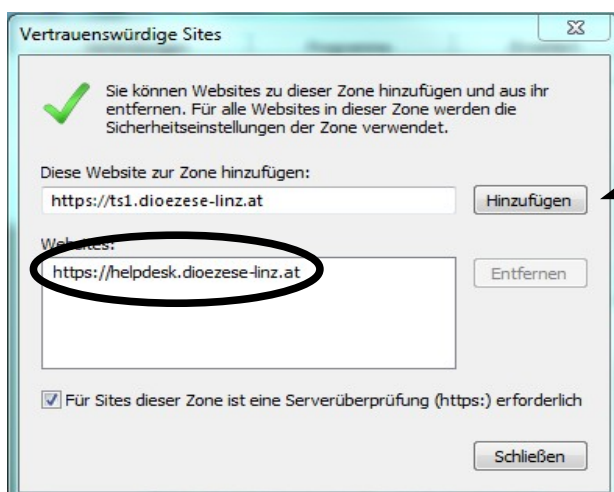 Vertrauenswürdige Sites
Sie können Websites zu dieser Zone hinzufügen und aus ihr
entfernen. Für alle Websites in dieser Zone werden die
Sicherheitseinstellungen der Zone verwendet.
Diese Website zur Zone hinzufügen:
https://ts1.dioezese-linz.at
Hinzufügen
Websites:
https://helpdesk.dioezese-linz.at
Entfernen
Für Sites dieser Zone ist eine Serverüberprüfung (https:) erforderlich
Schließen